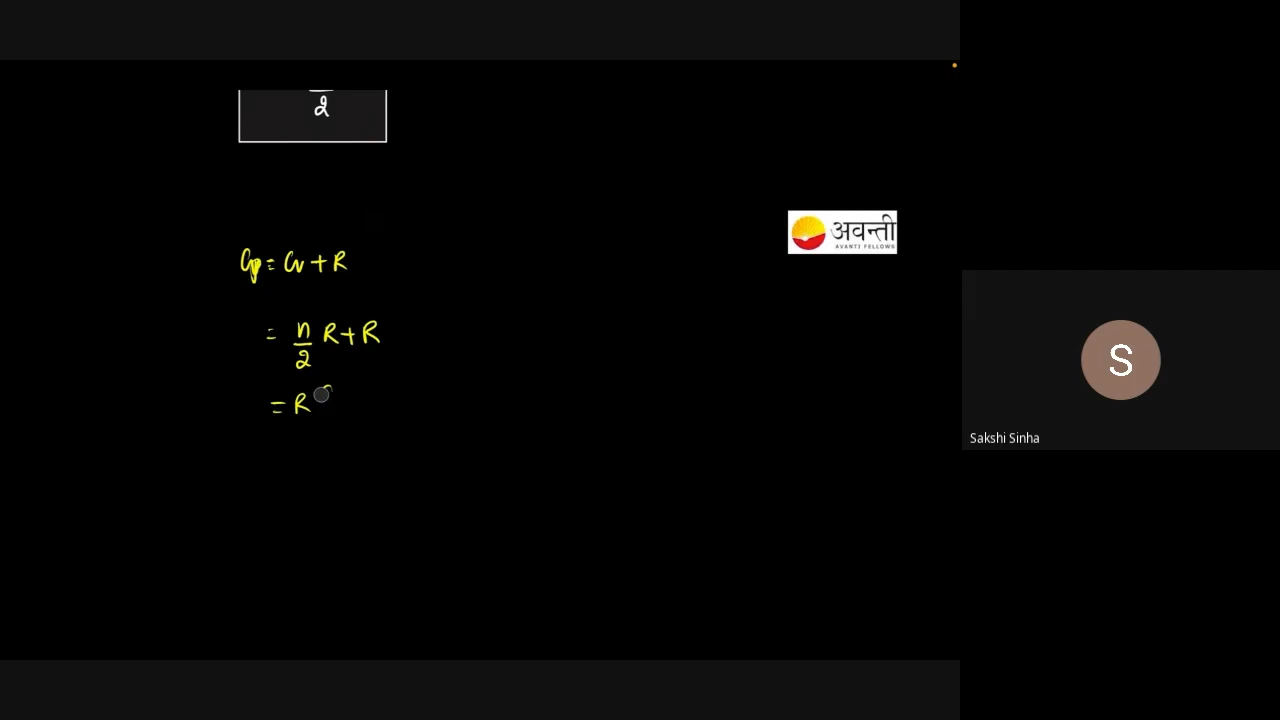 2
अवन्ती
AVANTI FELLOWS
Cp = Cv + R
= n/2 R + R
S
= R
Sakshi Sinha